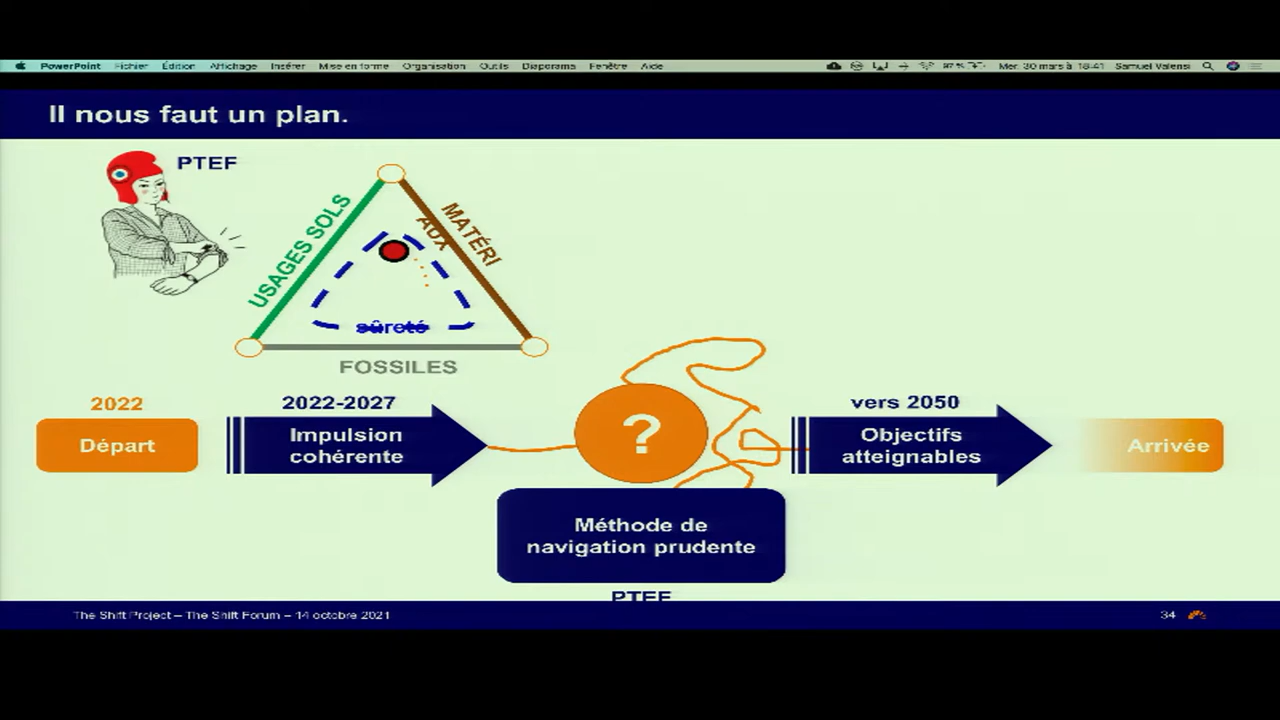 PowerPoint Fichier Édition Affichage Insérer Mise en forme Organisation Outils Diaporama Fenêtre Aide 97 % Mer. 30 mars à 18:41 Samuel Valensi
Il nous faut un plan.
PTEF
USAGES SOLS
MATÉRI
AUX
sûreté
FOSSILES
2022
Départ
2022-2027
Impulsion
cohérente
?
vers 2050
Objectifs
atteignables
Arrivée
Méthode de
navigation prudente
PTEF
The Shift Project – The Shift Forum – 14 octobre 2021
34